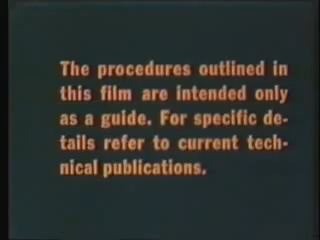 The procedures outlined in
this film are intended only
as a guide. For specific de-
tails refer to current tech-
nical publications.